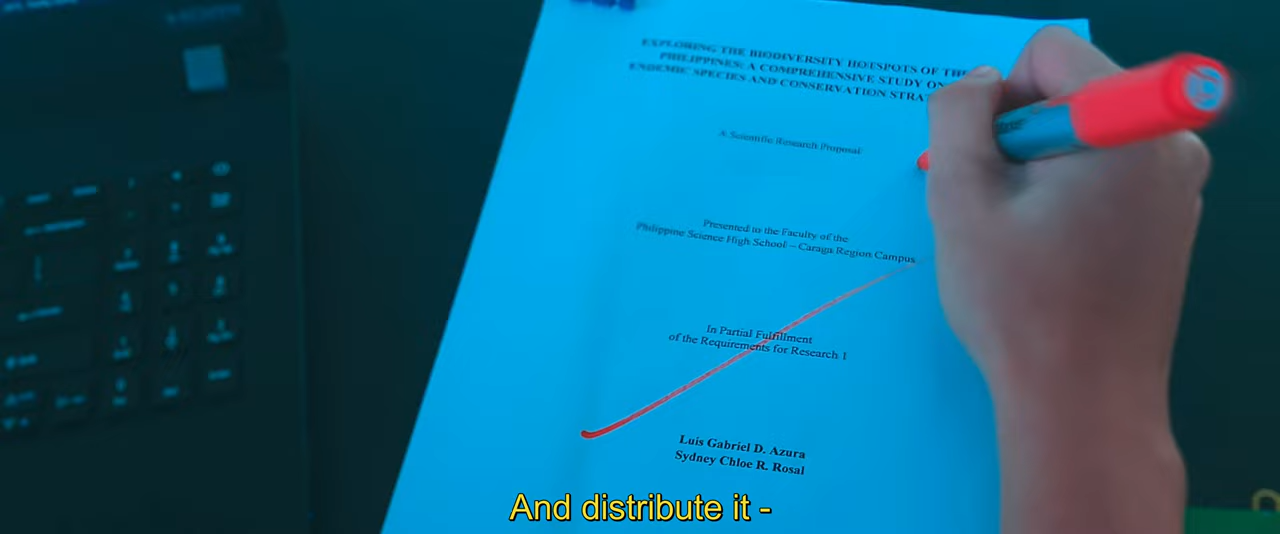 EXPLORING THE BIODIVERSITY HOTSPOTS OF THE
PHILIPPINES: A COMPREHENSIVE STUDY ON
ENDEMIC SPECIES AND CONSERVATION
A Scientific Research Proposal
Presented to the Faculty of the
Philippine Science High School – Caraga Region Campus
In Partial Fulfillment
of the Requirements for Research 1
Luis Gabriel D. Azura
Sydney Chloe R. Rosal
And distribute it -